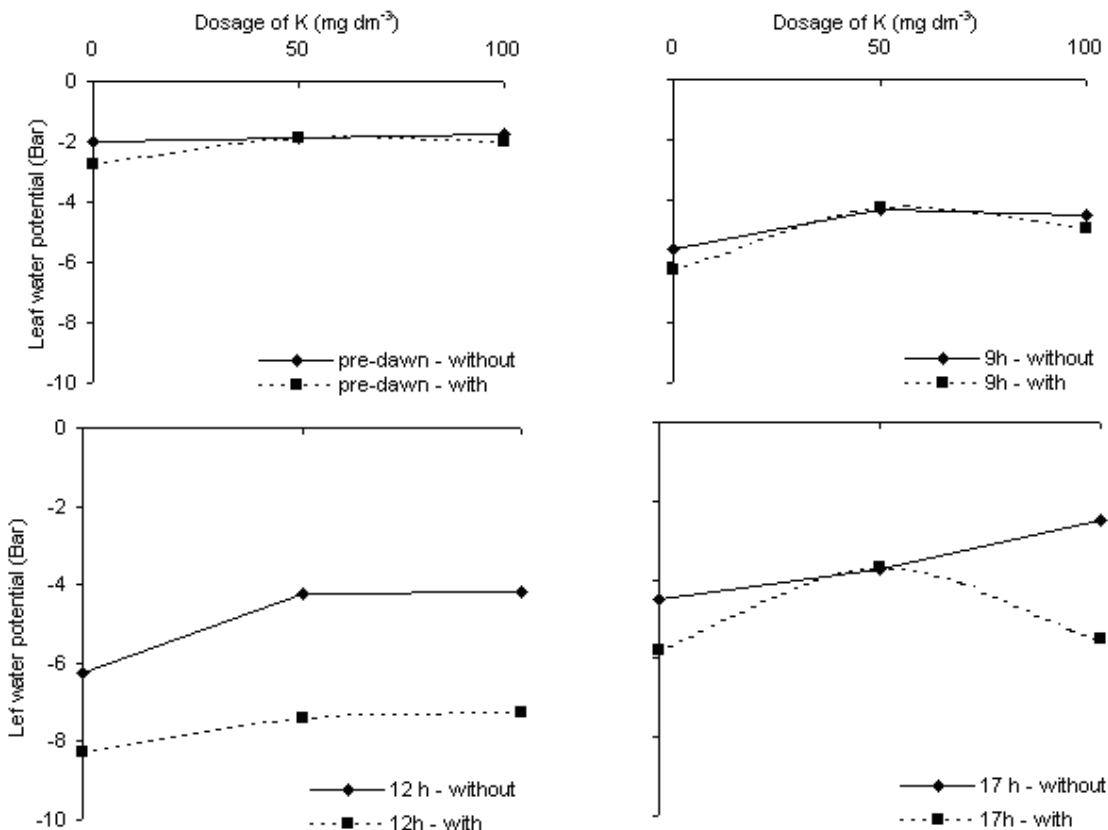 Dosage of K (mg dm-3)
0 50 100
0
-2
-4
-6
-8
-10
Leaf water potential (Bar)
pre-dawn - without
pre-dawn - with
Dosage of K (mg dm-3)
0 50 100
9h - without
9h - with
0
-2
-4
-6
-8
-10
Lef water potential (Bar)
12 h - without
12h - with
17 h - without
17h - with